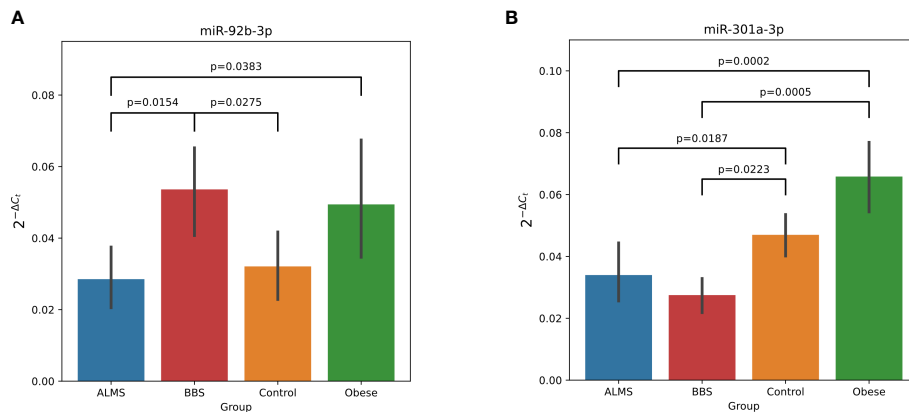 A
miR-92b-3p
p=0.0383
p=0.0154
p=0.0275
0.08
0.06
0.04
0.02
0.00
2^{-ΔC_t}
ALMS
BBS
Control
Obese
Group
B
miR-301a-3p
p=0.0002
p=0.0005
p=0.0187
p=0.0223
0.10
0.08
0.06
0.04
0.02
0.00
2^{-ΔC_t}
ALMS
BBS
Control
Obese
Group